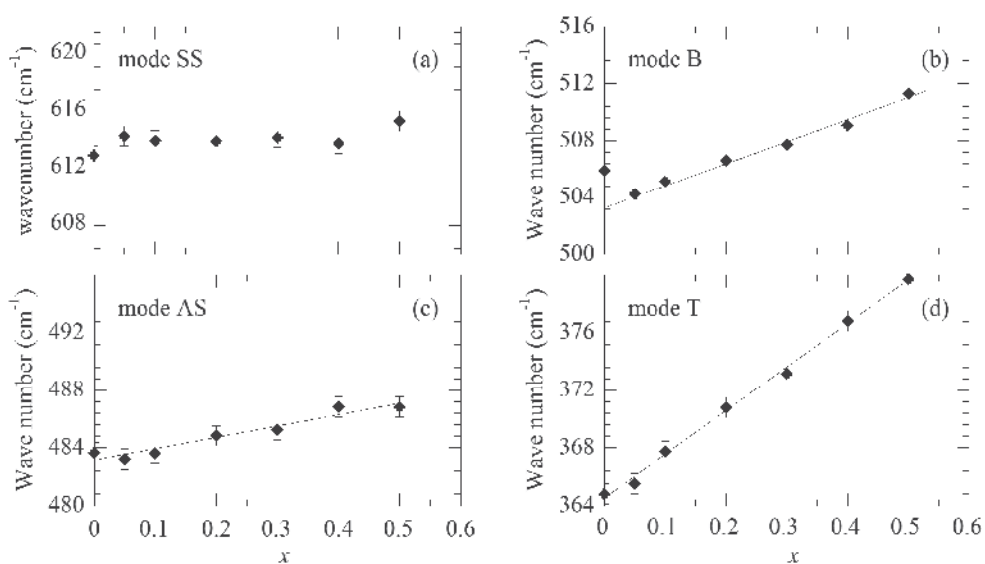 wavenumber (cm⁻¹)
620
616
612
608
mode SS
(a)
Wave number (cm⁻¹)
516
512
508
504
500
mode B
(b)
Wave number (cm⁻¹)
492
488
484
480
mode AS
(c)
0 0.1 0.2 0.3 0.4 0.5 0.6
x
Wave number (cm⁻¹)
376
372
368
364
mode T
(d)
0 0.1 0.2 0.3 0.4 0.5 0.6
x